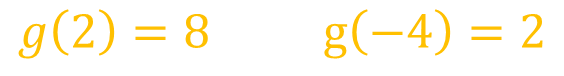 g(2) = 8 g(−4) = 2